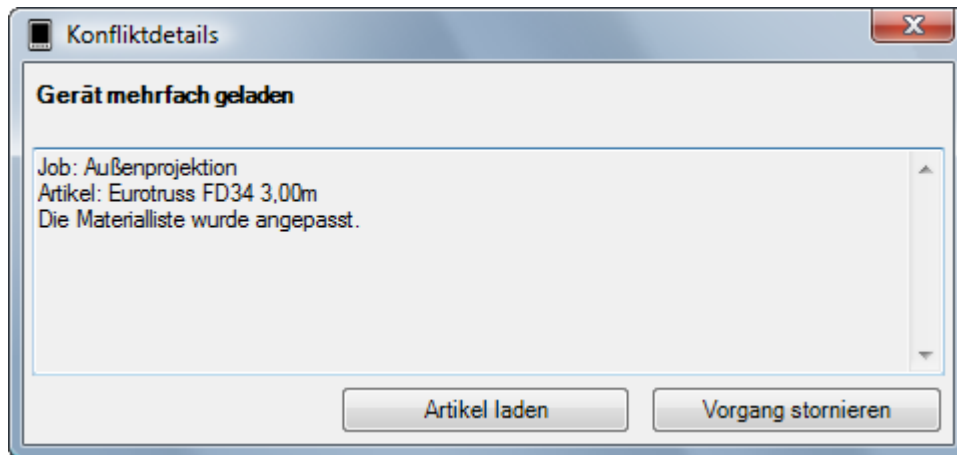 Konfliktdetails
Gerät mehrfach geladen
Job: Außenprojektion
Artikel: Eurotruss FD34 3,00m
Die Materialliste wurde angepasst.
Artikel laden
Vorgang stornieren